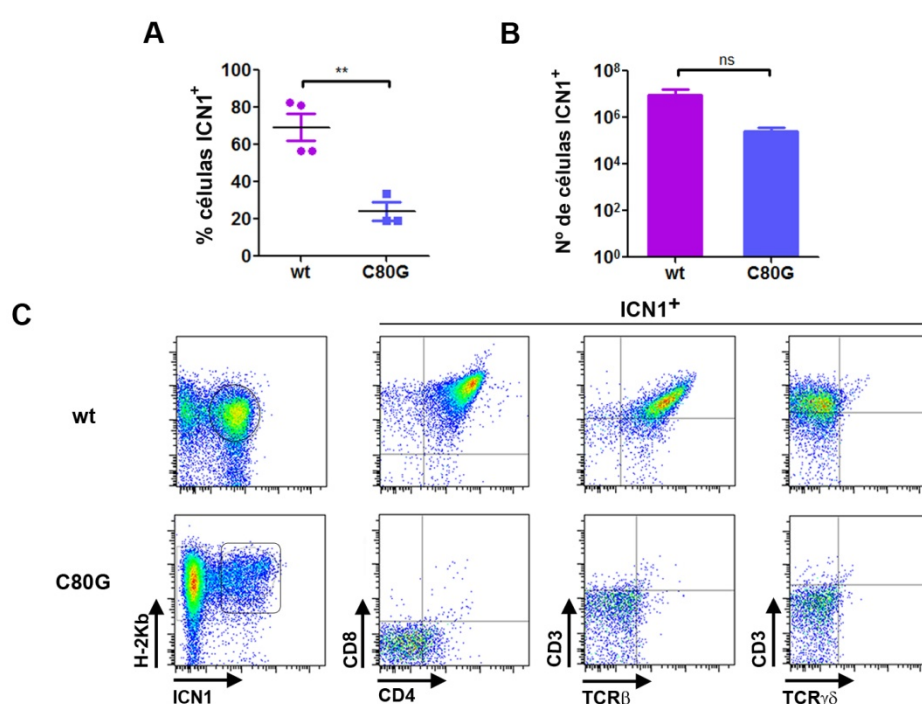 A
% células ICN1+
100
80
60
40
20
0
**
wt
C80G
B
Nº de células ICN1+
10^8
10^6
10^4
10^2
10^0
ns
wt
C80G
C
ICN1+
wt
C80G
H-2Kb
ICN1
CD8
CD4
CD3
TCRβ
CD3
TCRγδ